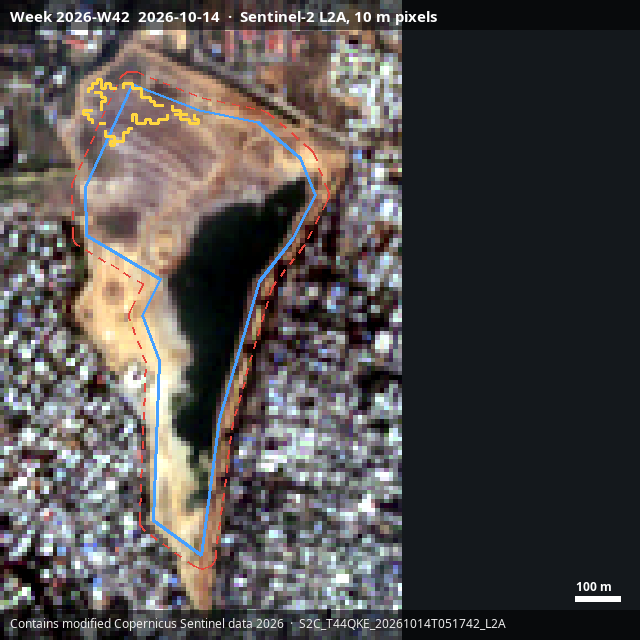 Week 2026-W42 2026-10-14 · Sentinel-2 L2A, 10 m pixels
100 m
Contains modified Copernicus Sentinel data 2026 · S2C_T44QKE_20261014T051742_L2A